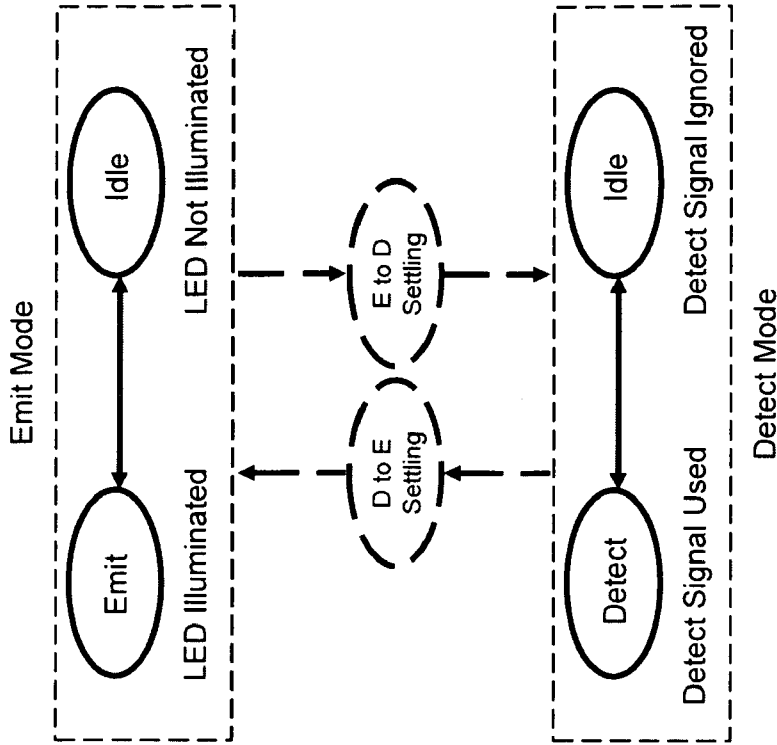 Emit Mode
Emit
Idle
LED Illuminated
LED Not Illuminated
D to E
Settling
E to D
Settling
Detect
Idle
Detect Signal Used
Detect Signal Ignored
Detect Mode